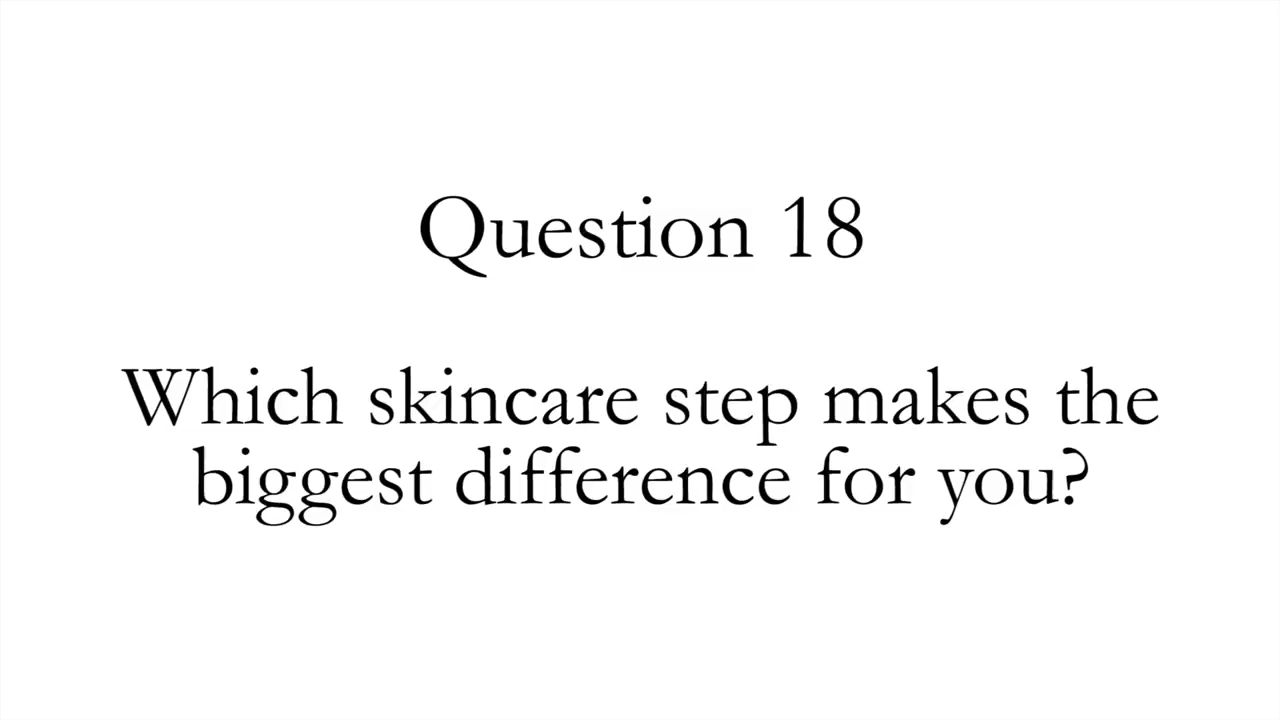 Question 18
Which skincare step makes the
biggest difference for you?